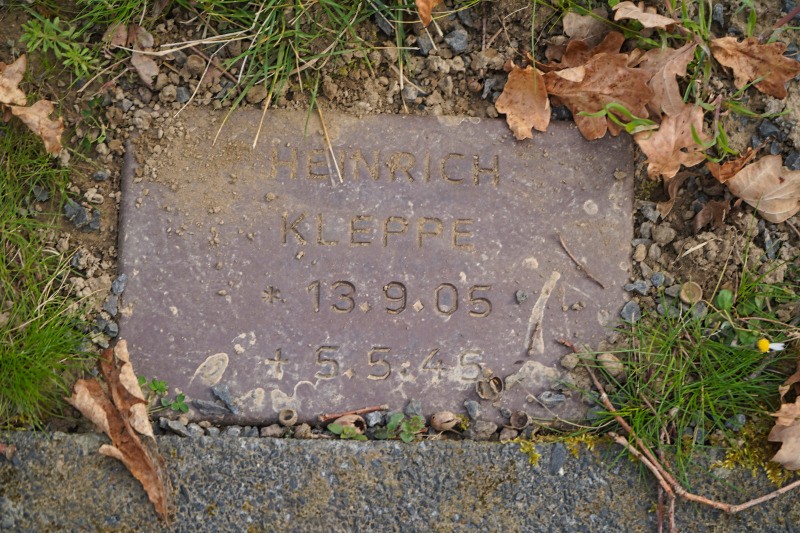 HEINRICH
KLEPPE
* 13.9.05
+ 5.5.45